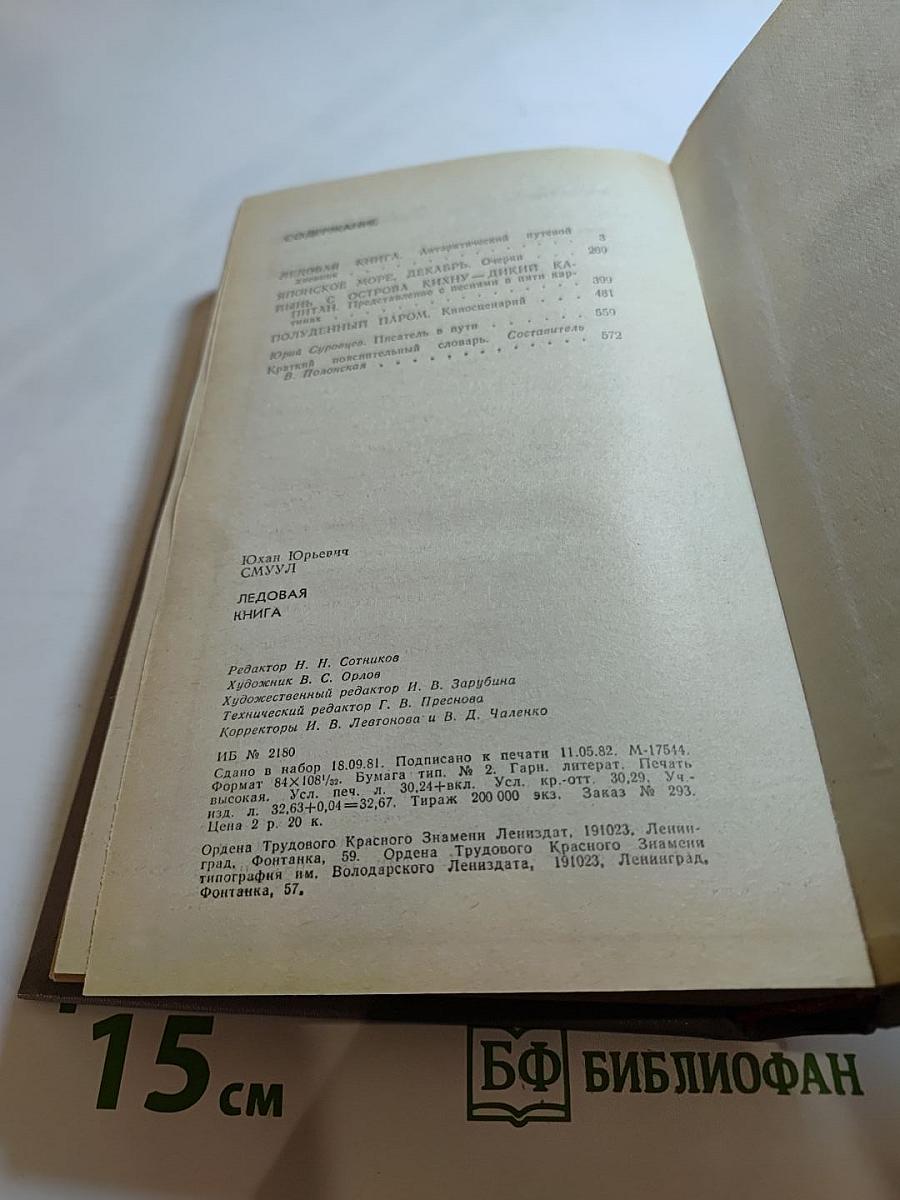 СОДЕРЖАНИЕ
ЛЕДОВАЯ КНИГА. Антарктический путевой
дневник . . . . . . . . . . . . 3
ЯПОНСКОЕ МОРЕ, ДЕКАБРЬ. Очерки . . . 269
КИХНУ — ДИКИЙ КА-
ПИТАН. Представление с песнями в пяти кар-
тинах . . . . . . . . . . . . 399
ПОЛУДЕННЫЙ ПАРОМ. Киносценарий . . . 481
Юрий Суровцев. Писатель в пути . . . . . 559
Краткий пояснительный словарь. Составитель
В. Полонская . . . . . . . . . . . 572
Юхан Юрьевич
СМУУЛ
ЛЕДОВАЯ
КНИГА
Редактор Н. Н. Сотников
Художник В. С. Орлов
Художественный редактор И. В. Зарубина
Технический редактор Г. В. Преснова
Корректоры И. В. Левтонова и В. Д. Чаленко
ИБ № 2180
Сдано в набор 18.09.81. Подписано к печати 11.05.82. М-17544.
Формат 84×108¹/₃₂. Бумага тип. № 2. Гарн. литерат. Печать
высокая. Усл. печ. л. 30,24+вкл. Усл. кр.-отт. 30,29. Уч.-
изд. л. 32,63+0,04=32,67. Тираж 200 000 экз. Заказ № 293.
Цена 2 р. 20 к.
Ордена Трудового Красного Знамени Лениздат, 191023, Ленин-
град, Фонтанка, 59. Ордена Трудового Красного Знамени
типография им. Володарского Лениздата, 191023, Ленинград,
Фонтанка, 57.
15 см
БФ БИБЛИОФАН